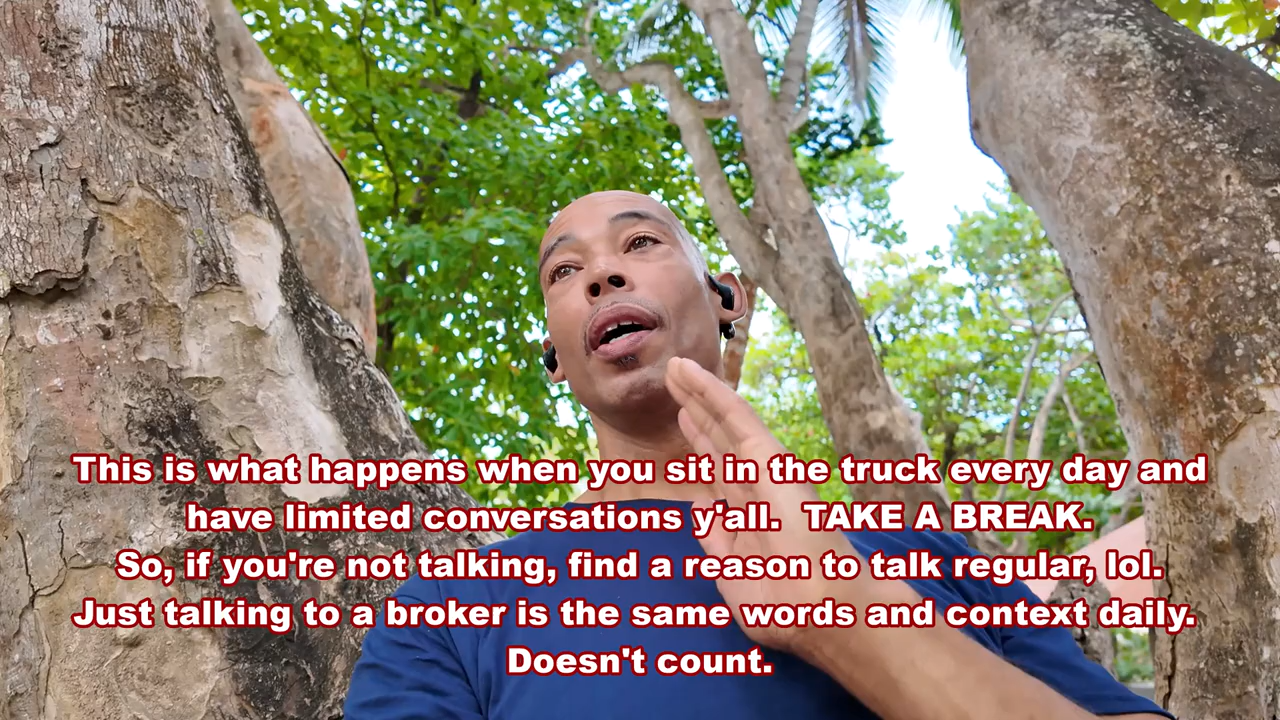 This is what happens when you sit in the truck every day and
have limited conversations y'all.  TAKE A BREAK.
So, if you're not talking, find a reason to talk regular, lol.
Just talking to a broker is the same words and context daily.
Doesn't count.